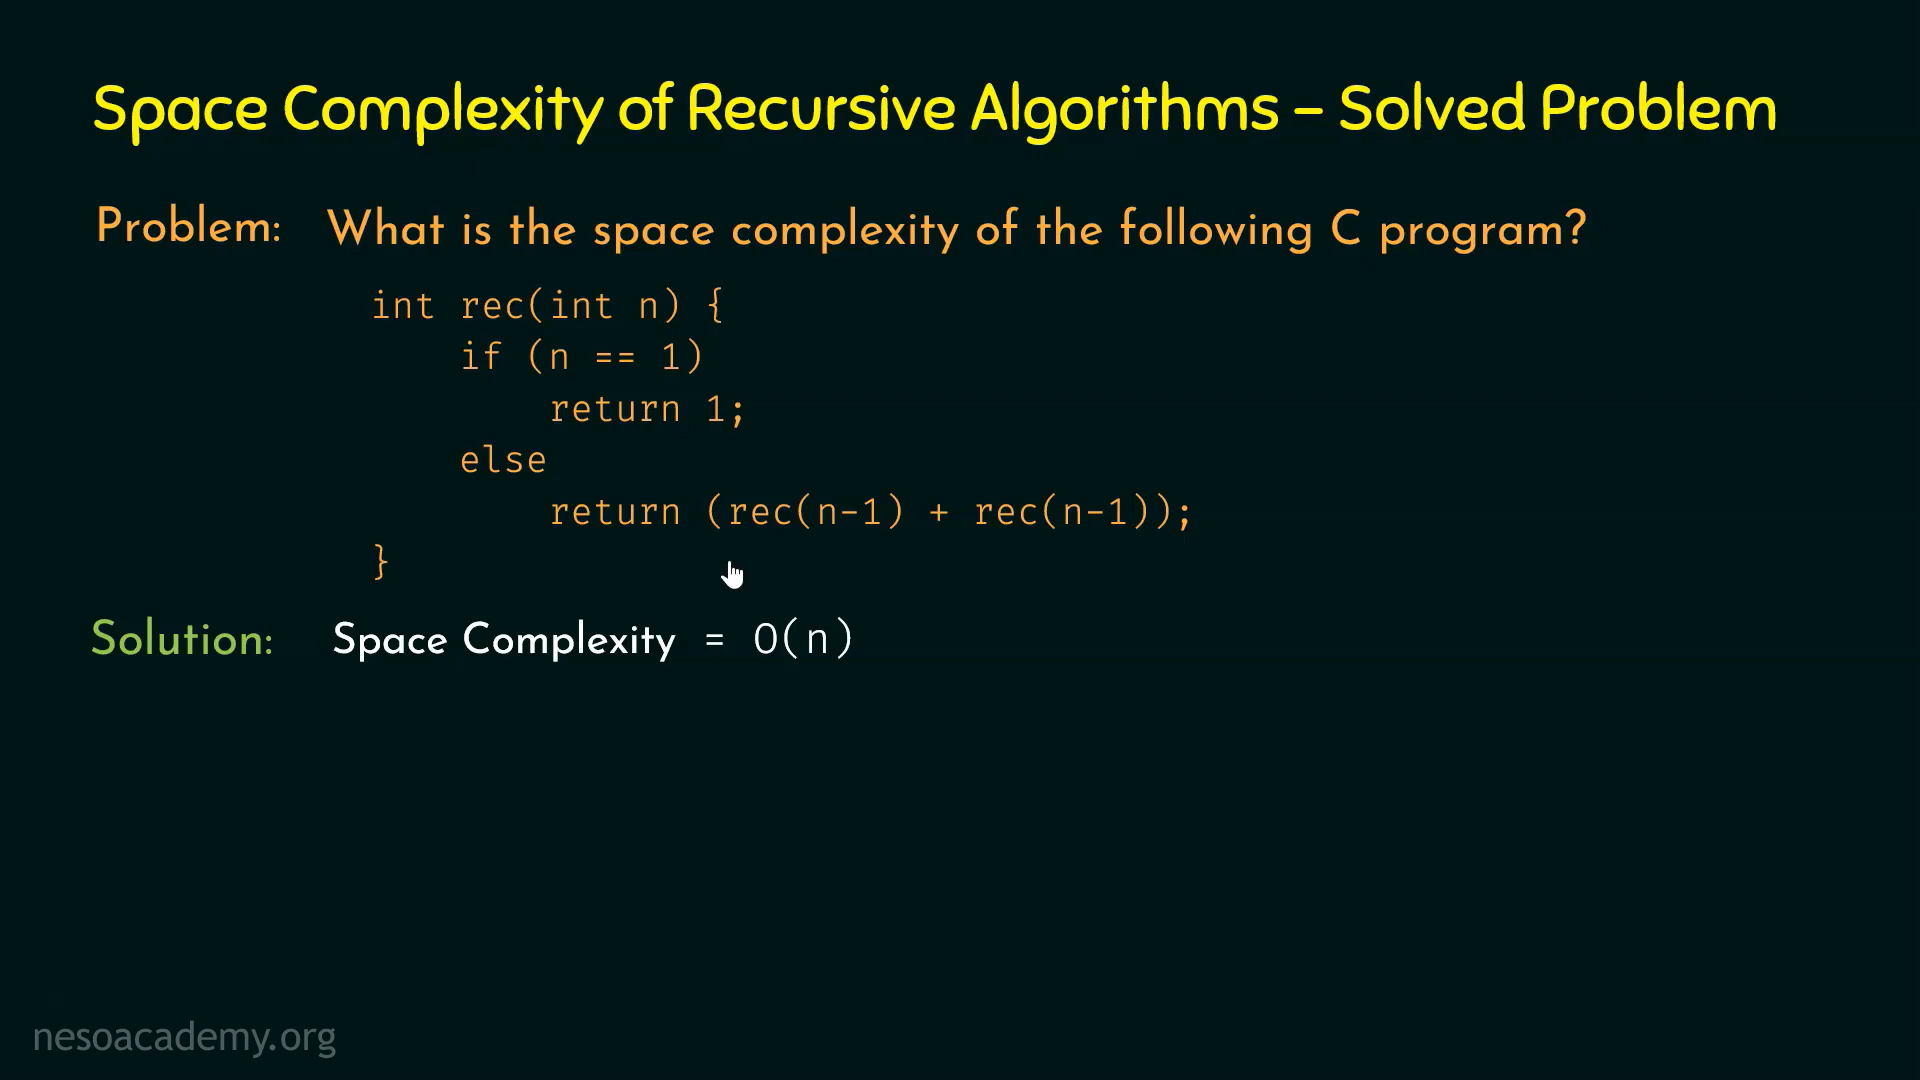 Space Complexity of Recursive Algorithms – Solved Problem
Problem: What is the space complexity of the following C program?
int rec(int n) {
if (n == 1)
return 1;
else
return (rec(n-1) + rec(n-1));
}
Solution: Space Complexity = O(n)
nesoacademy.org